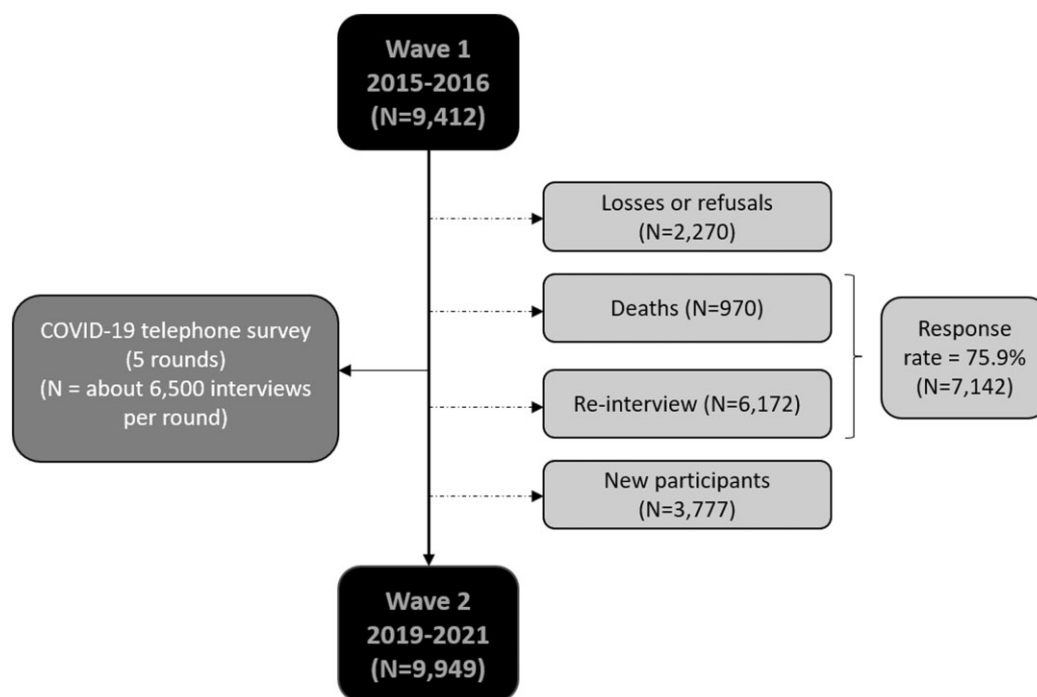 Wave 1
2015-2016
(N=9,412)
Losses or refusals
(N=2,270)
Deaths (N=970)
COVID-19 telephone survey
(5 rounds)
(N = about 6,500 interviews
per round)
Response
rate = 75.9%
(N=7,142)
Re-interview (N=6,172)
New participants
(N=3,777)
Wave 2
2019-2021
(N=9,949)